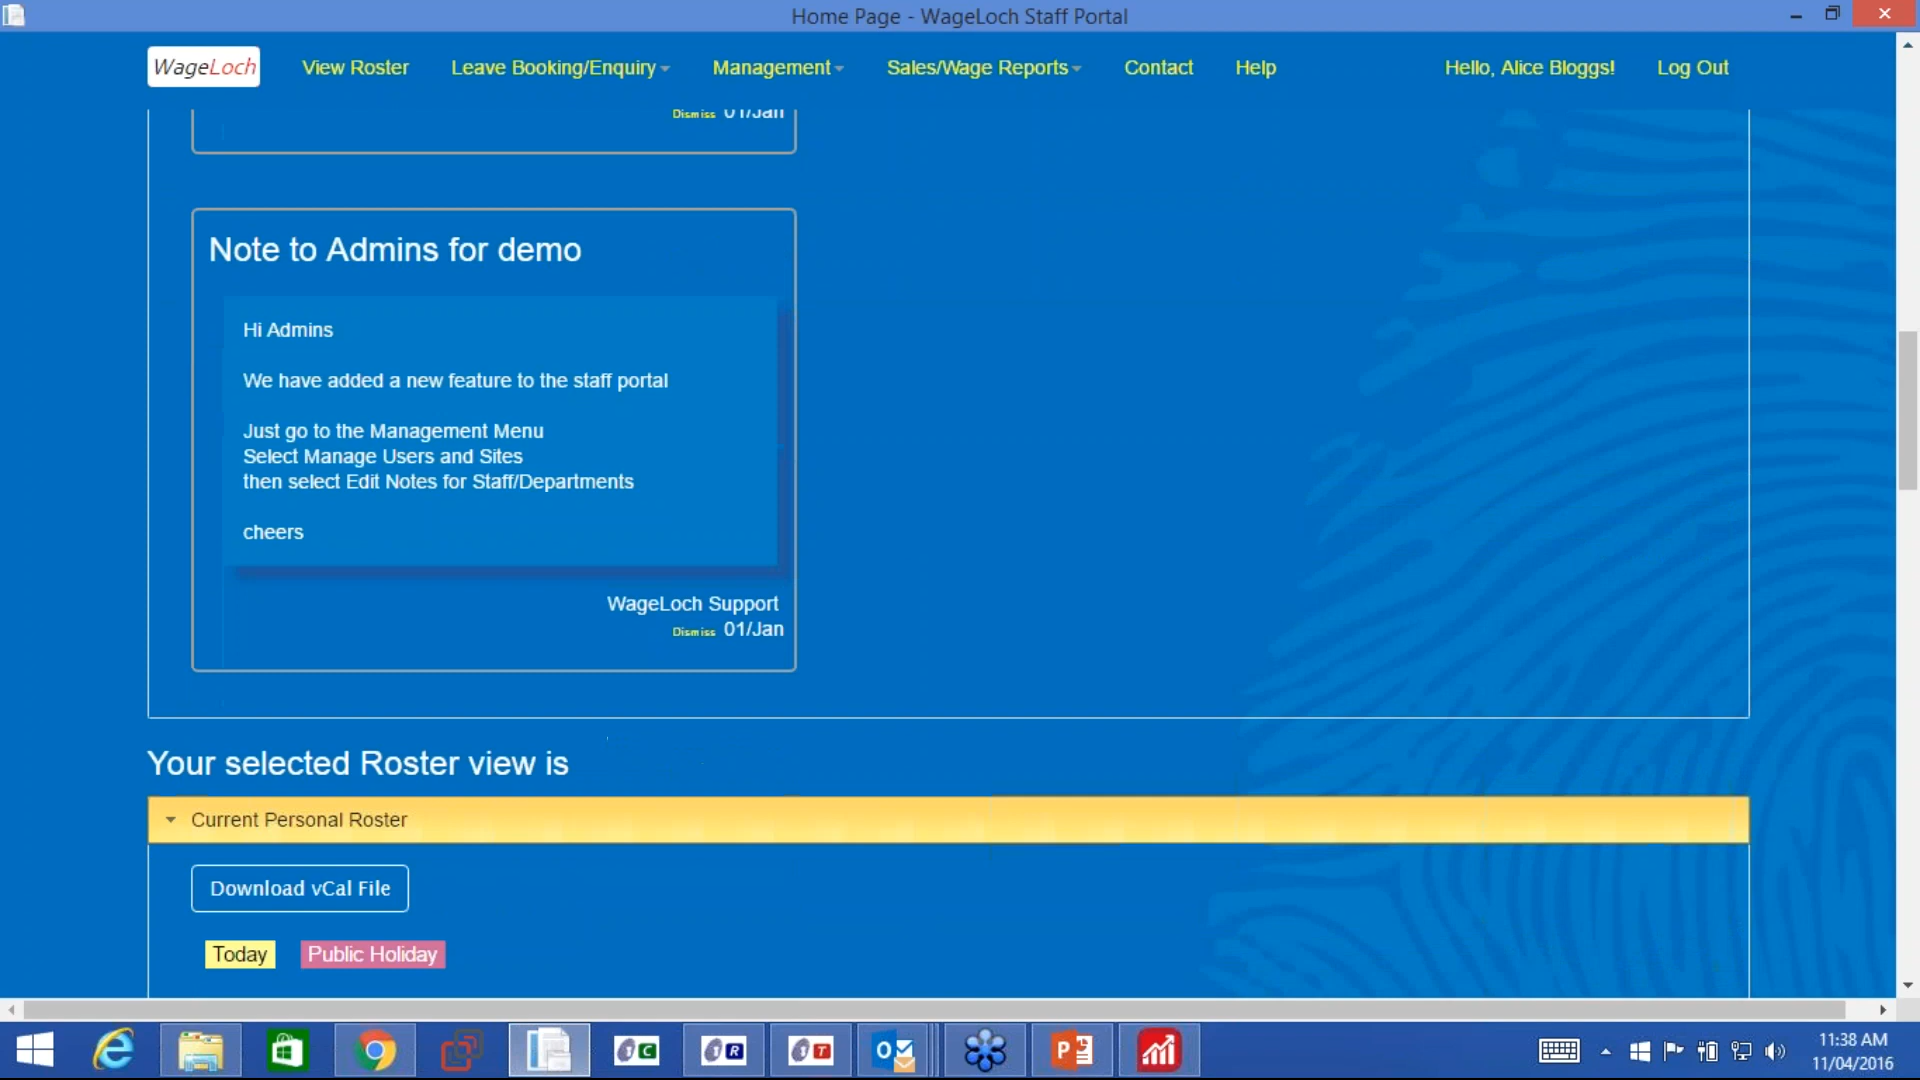 Home Page - WageLoch Staff Portal
WageLoch View Roster Leave Booking/Enquiry Management Sales/Wage Reports Contact Help Hello, Alice Bloggs! Log Out
Dismiss 01/Jan
Note to Admins for demo
Hi Admins
We have added a new feature to the staff portal
Just go to the Management Menu
Select Manage Users and Sites
then select Edit Notes for Staff/Departments
cheers
WageLoch Support
Dismiss 01/Jan
Your selected Roster view is
Current Personal Roster
Download vCal File
Today Public Holiday
C R T
11:38 AM
11/04/2016